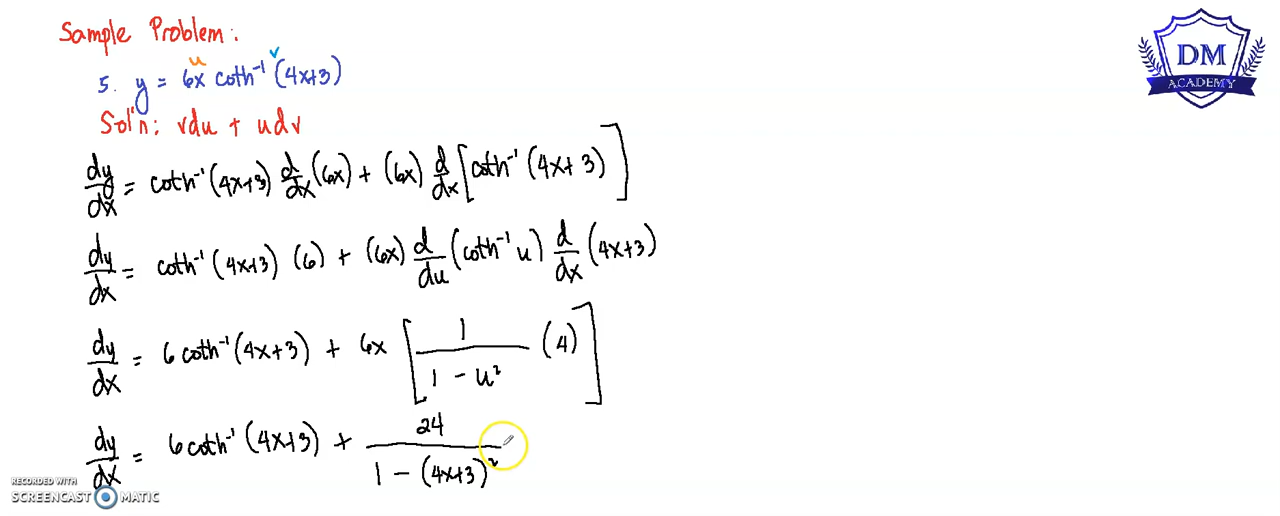 Sample Problem:
DM
ACADEMY
u v
5. y = 6x coth⁻¹ (4x+3)
Sol'n: vdu + udv
dy/dx = coth⁻¹(4x+3) d/dx (6x) + (6x) d/dx [coth⁻¹ (4x+3)]
dy/dx = coth⁻¹(4x+3) (6) + (6x) d/du (coth⁻¹ u) d/dx (4x+3)
dy/dx = 6 coth⁻¹(4x+3) + 6x [1/(1 - u²) (4)]
dy/dx = 6 coth⁻¹(4x+3) + 24/(1 - (4x+3)²)
RECORDED WITH
SCREENCAST MATIC